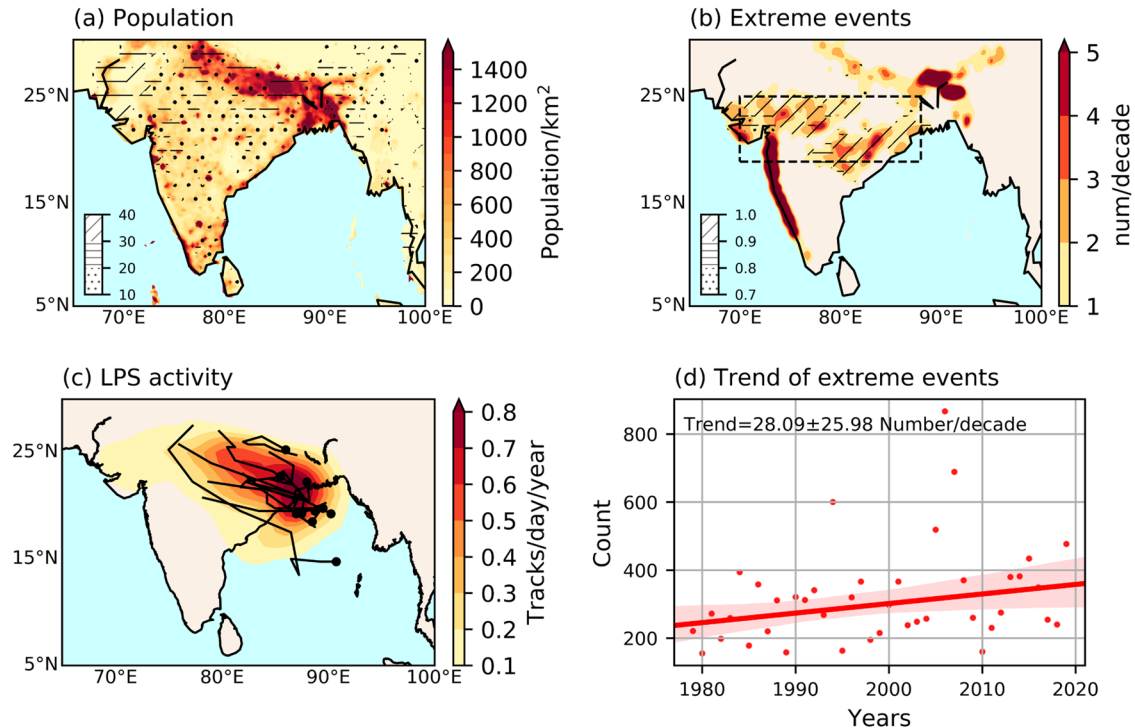 (a) Population
25°N
15°N
5°N
70°E 80°E 90°E 100°E
40
30
20
10
1400
1200
1000
800
600
400
200
0
Population/km²
(b) Extreme events
25°N
15°N
5°N
70°E 80°E 90°E 100°E
1.0
0.9
0.8
0.7
5
4
3
2
1
num/decade
(c) LPS activity
25°N
15°N
5°N
70°E 80°E 90°E 100°E
0.8
0.7
0.6
0.5
0.4
0.3
0.2
0.1
Tracks/day/year
(d) Trend of extreme events
Trend=28.09±25.98 Number/decade
800
600
400
200
Count
1980 1990 2000 2010 2020
Years